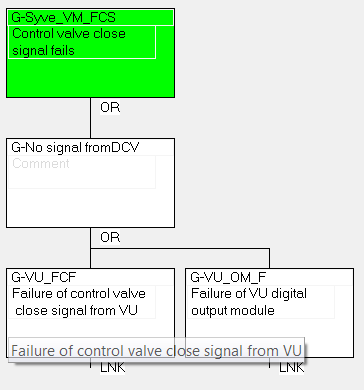 G-Syve_VM_FCS
Control valve close
signal fails
OR
G-No signal fromDCV
Comment
OR
G-VU_FCF
Failure of control valve
close signal from VU
G-VU_OM_F
Failure of VU digital
output module
Failure of control valve close signal from VU
LNK
LNK